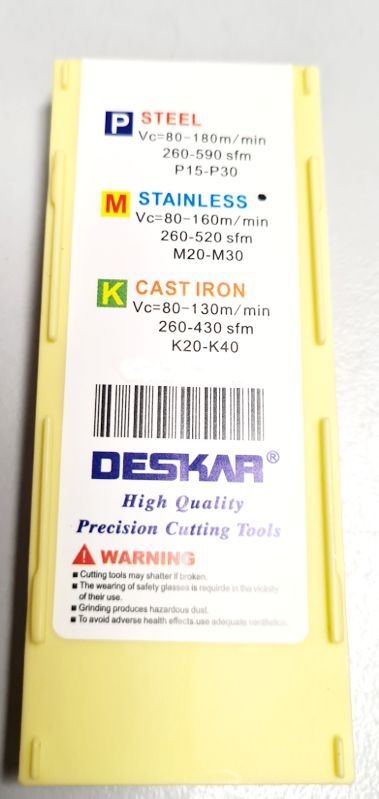 P STEEL
Vc=80-180m/min
260-590 sfm
P15-P30
M STAINLESS
Vc=80-160m/min
260-520 sfm
M20-M30
K CAST IRON
Vc=80-130m/min
260-430 sfm
K20-K40
DESKAR®
High Quality
Precision Cutting Tools
WARNING
■ Cutting tools may shatter if broken.
■ The wearing of safety glasses is requirde in the vicinity
of their use.
■ Grinding produces hazardous dust.
■ To avoid adverse health effects use adequate ventilation.